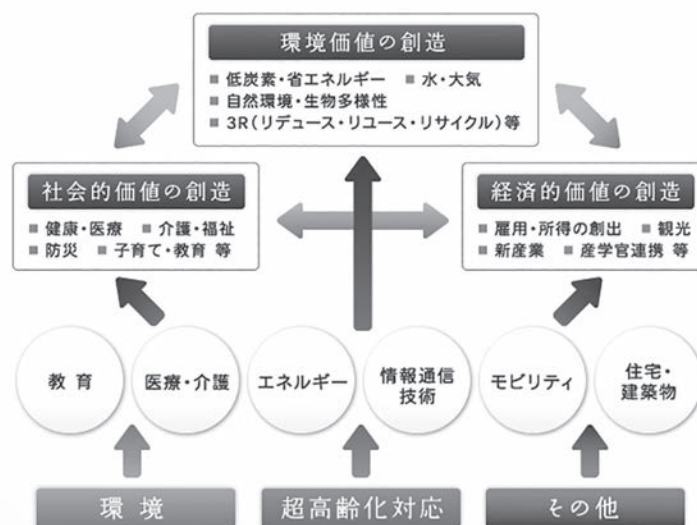 環境価値の創造
■ 低炭素・省エネルギー ■ 水・大気
■ 自然環境・生物多様性
■ 3R(リデュース・リユース・リサイクル)等
社会的価値の創造
■ 健康・医療 ■ 介護・福祉
■ 防災 ■ 子育て・教育 等
経済的価値の創造
■ 雇用・所得の創出 ■ 観光
■ 新産業 ■ 産学官連携 等
教育
医療・介護
エネルギー
情報通信
技術
モビリティ
住宅・
建築物
環境
超高齢化対応
その他